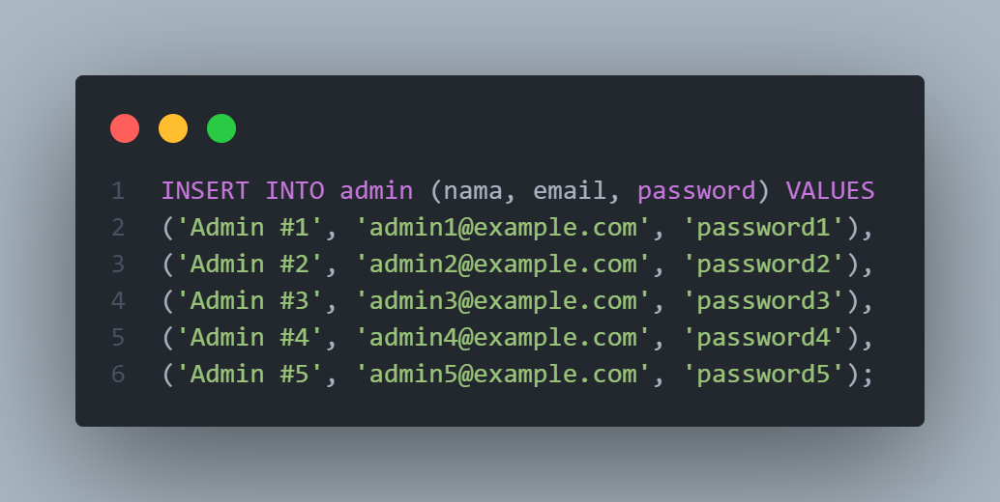 1 INSERT INTO admin (nama, email, password) VALUES
2 ('Admin #1', 'admin1@example.com', 'password1'),
3 ('Admin #2', 'admin2@example.com', 'password2'),
4 ('Admin #3', 'admin3@example.com', 'password3'),
5 ('Admin #4', 'admin4@example.com', 'password4'),
6 ('Admin #5', 'admin5@example.com', 'password5');